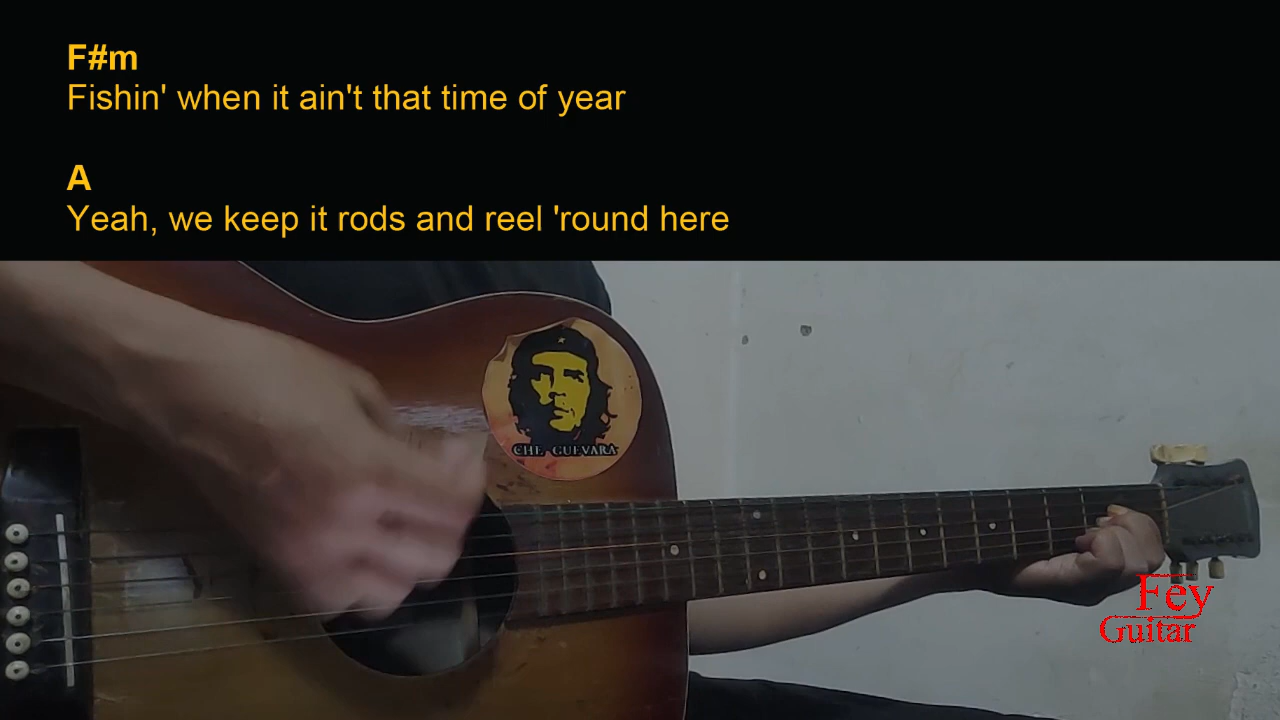 F#m
Fishin' when it ain't that time of year
A
Yeah, we keep it rods and reel 'round here
CHE GUEVARA
Fey
Guitar